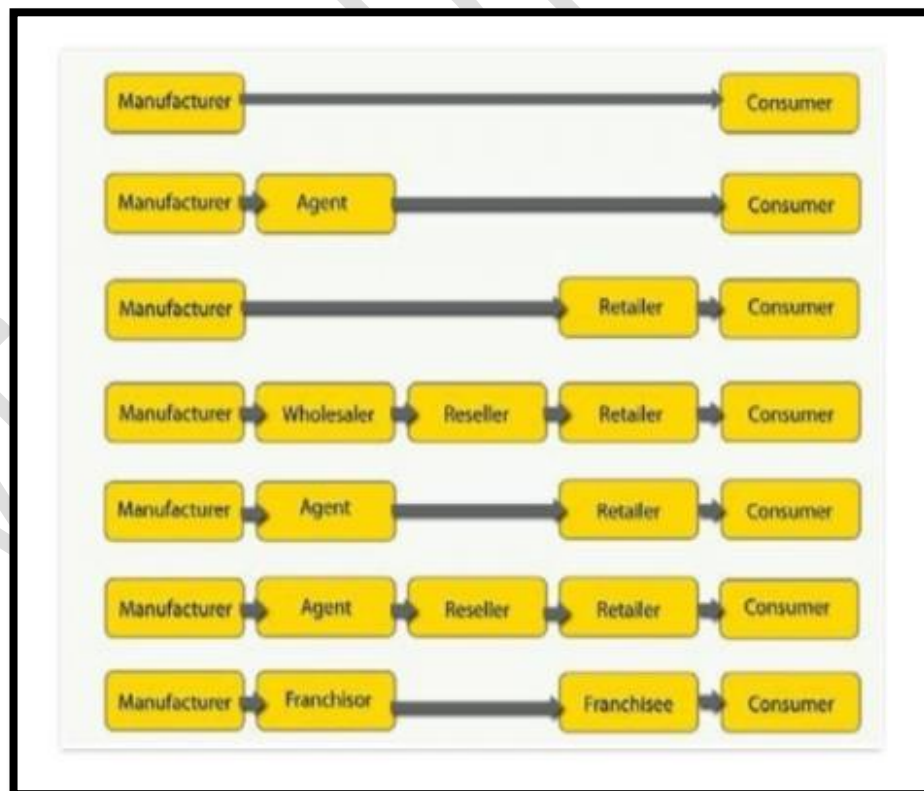 Manufacturer Consumer
Manufacturer Agent Consumer
Manufacturer Retailer Consumer
Manufacturer Wholesaler Reseller Retailer Consumer
Manufacturer Agent Retailer Consumer
Manufacturer Agent Reseller Retailer Consumer
Manufacturer Franchisor Franchisee Consumer